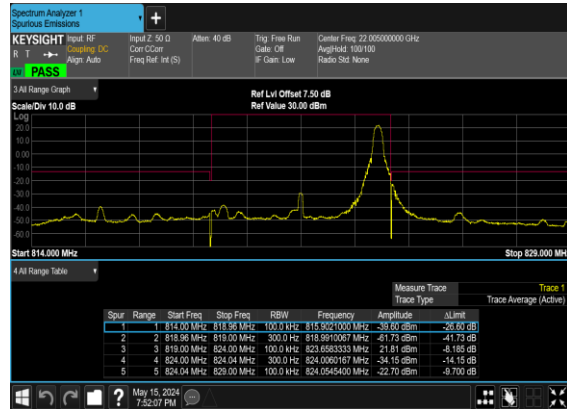 Spectrum Analyzer 1
Spurious Emissions
+
KEYSIGHT Input: RF Input Z: 50 Ω Atten: 40 dB Trig: Free Run Center Freq: 22.005000000 GHz
R T Coupling: DC Corr CCorr Gate: Off Avg|Hold: 100/100
Align: Auto Freq Ref: Int (S) IF Gain: Low Radio Std: None
PASS
3 All Range Graph
Ref Lvl Offset 7.50 dB
Scale/Div 10.0 dB Ref Value 30.00 dBm
Log
20.0
10.0
0.00
-10.0
-20.0
-30.0
-40.0
-50.0
-60.0
Start 814.000 MHz Stop 829.000 MH
4 All Range Table
Measure Trace Trace 1
Trace Type Trace Average (Active)
Spur Range Start Freq Stop Freq RBW Frequency Amplitude ΔLimit
1 1 814.00 MHz 818.96 MHz 100.0 kHz 815.9021000 MHz -39.60 dBm -26.60 dB
2 2 818.96 MHz 819.00 MHz 300.0 Hz 818.9910067 MHz -61.73 dBm -41.73 dB
3 3 819.00 MHz 824.00 MHz 100.0 kHz 823.6583333 MHz 21.81 dBm -8.185 dB
4 4 824.00 MHz 824.04 MHz 300.0 Hz 824.0060167 MHz -34.15 dBm -14.15 dB
5 5 824.04 MHz 829.00 MHz 100.0 kHz 824.0545400 MHz -22.70 dBm -9.700 dB
? May 15, 2024
7:52:07 PM